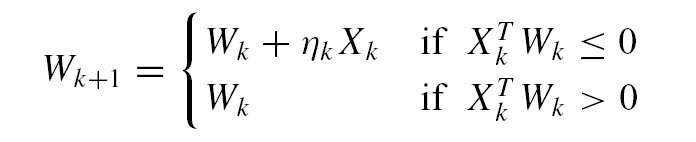 W_{k+1} = { W_k + η_k X_k if X_k^T W_k ≤ 0
W_k if X_k^T W_k > 0